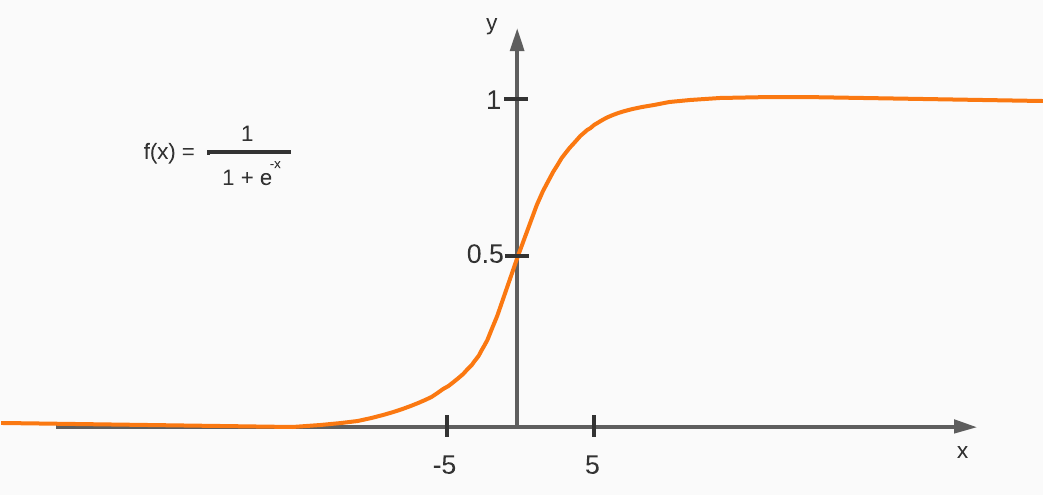 y
1
f(x) = 1
1 + e^-x
0.5
-5 5
x